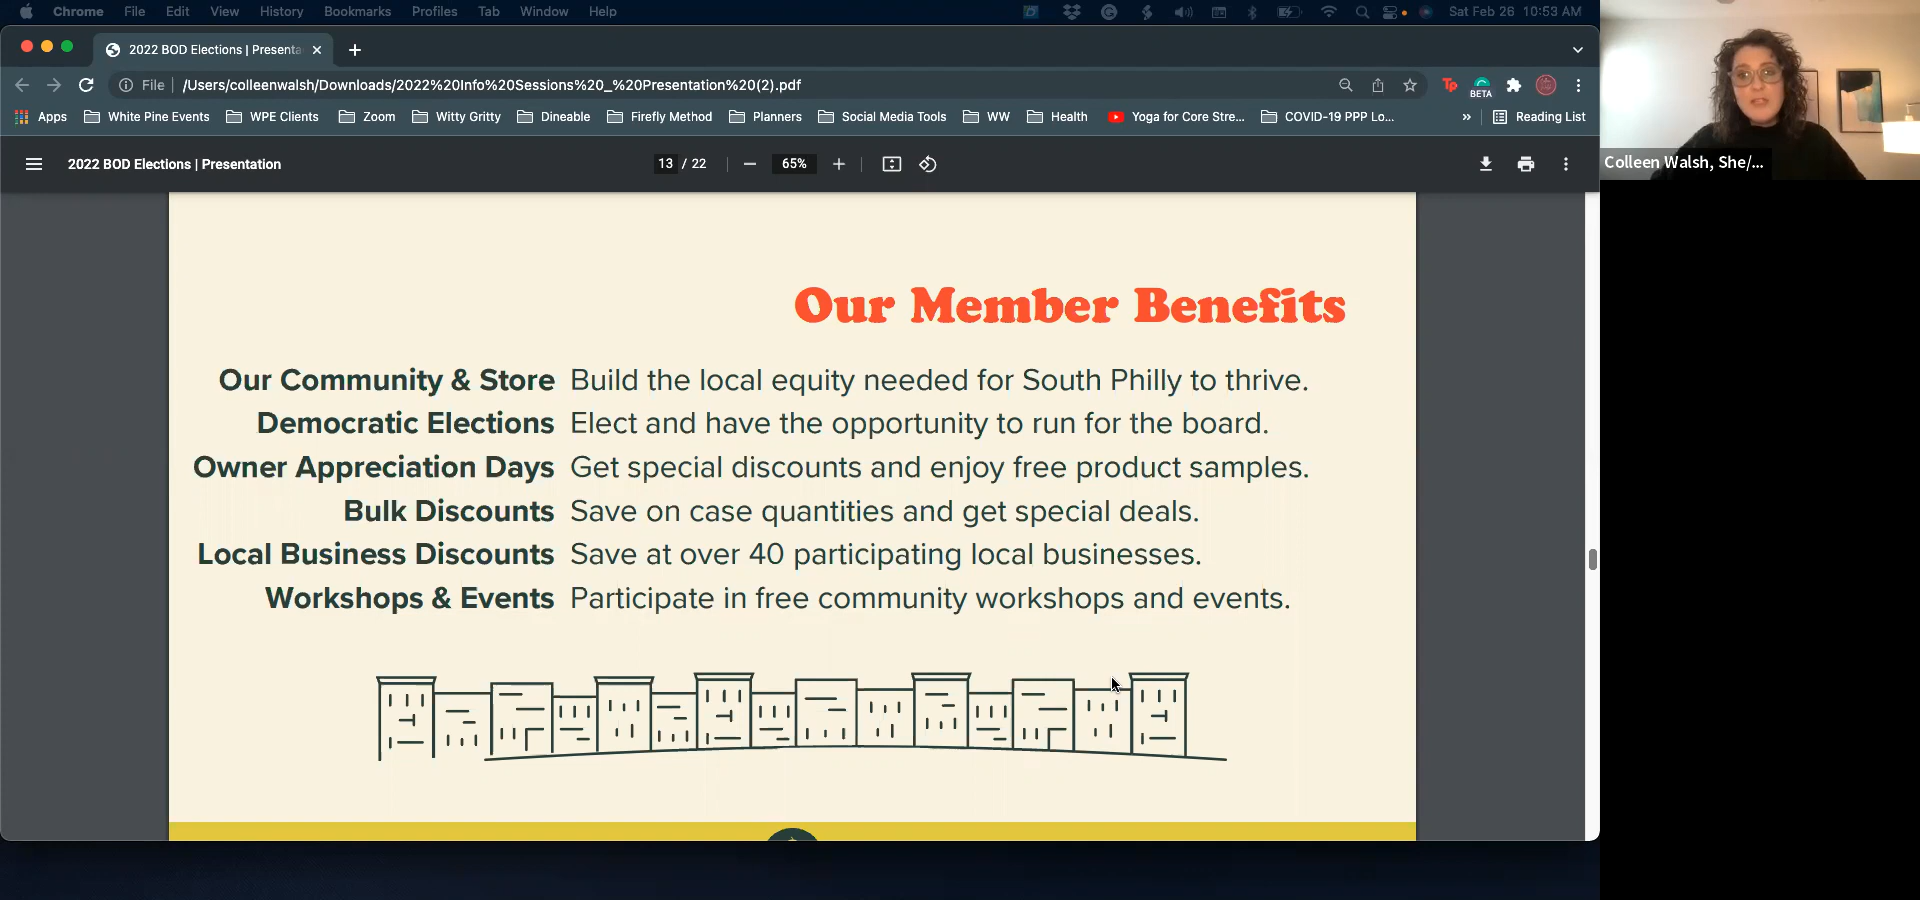 Chrome File Edit View History Bookmarks Profiles Tab Window Help Sat Feb 26 10:53 AM
2022 BOD Elections | Presenta
File /Users/colleenwalsh/Downloads/2022%20Info%20Sessions%20_%20Presentation%20(2).pdf
BETA
Apps White Pine Events WPE Clients Zoom Witty Gritty Dineable Firefly Method Planners Social Media Tools WW Health Yoga for Core Stre... COVID-19 PPP Lo... » Reading List
2022 BOD Elections | Presentation 13 / 22 65%
Colleen Walsh, She/...
Our Member Benefits
Our Community & Store Build the local equity needed for South Philly to thrive.
Democratic Elections Elect and have the opportunity to run for the board.
Owner Appreciation Days Get special discounts and enjoy free product samples.
Bulk Discounts Save on case quantities and get special deals.
Local Business Discounts Save at over 40 participating local businesses.
Workshops & Events Participate in free community workshops and events.